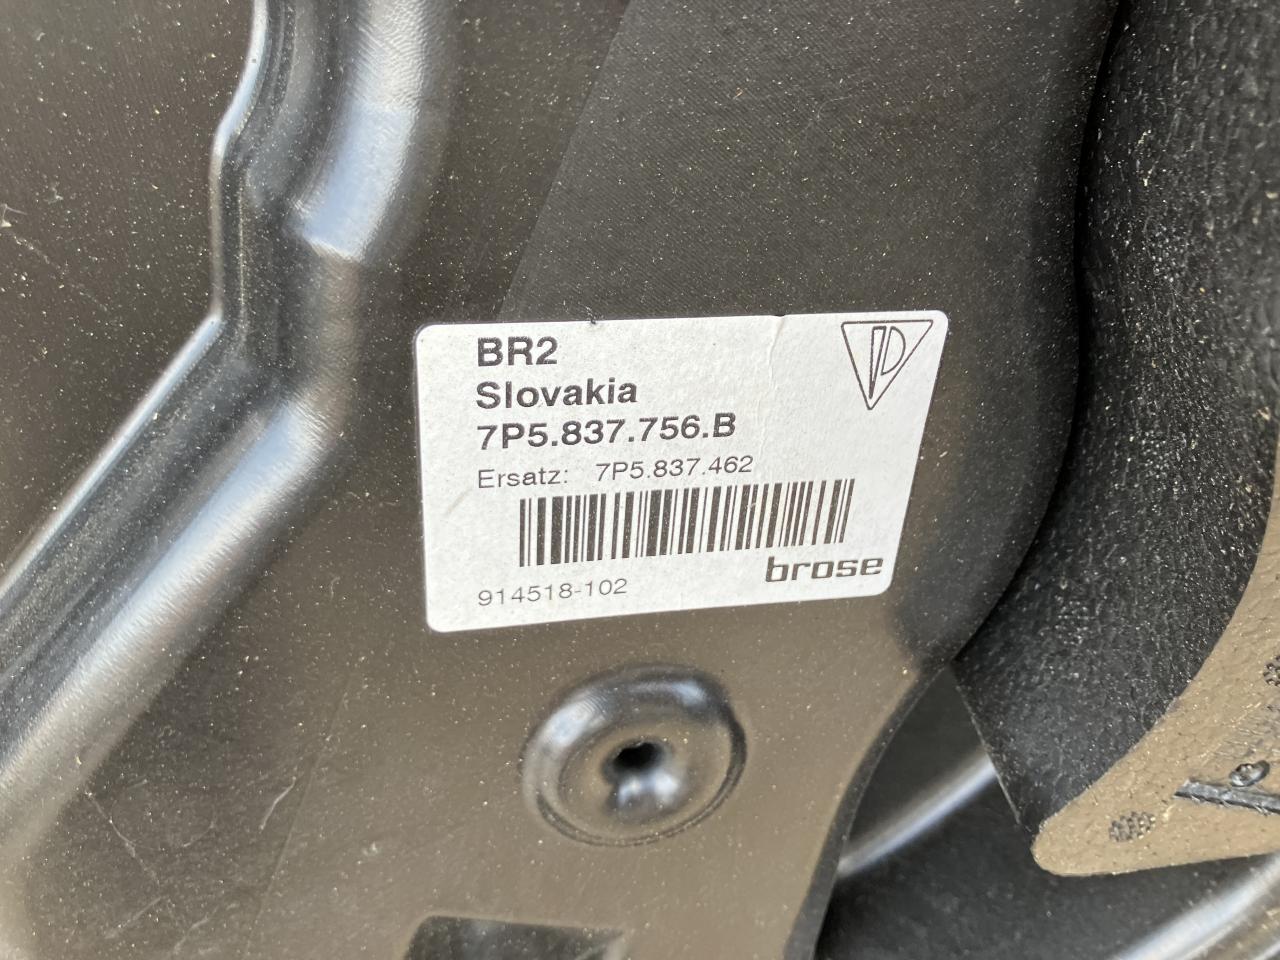 BR2
Slovakia
7P5.837.756.B
Ersatz: 7P5.837.462
brose
914518-102